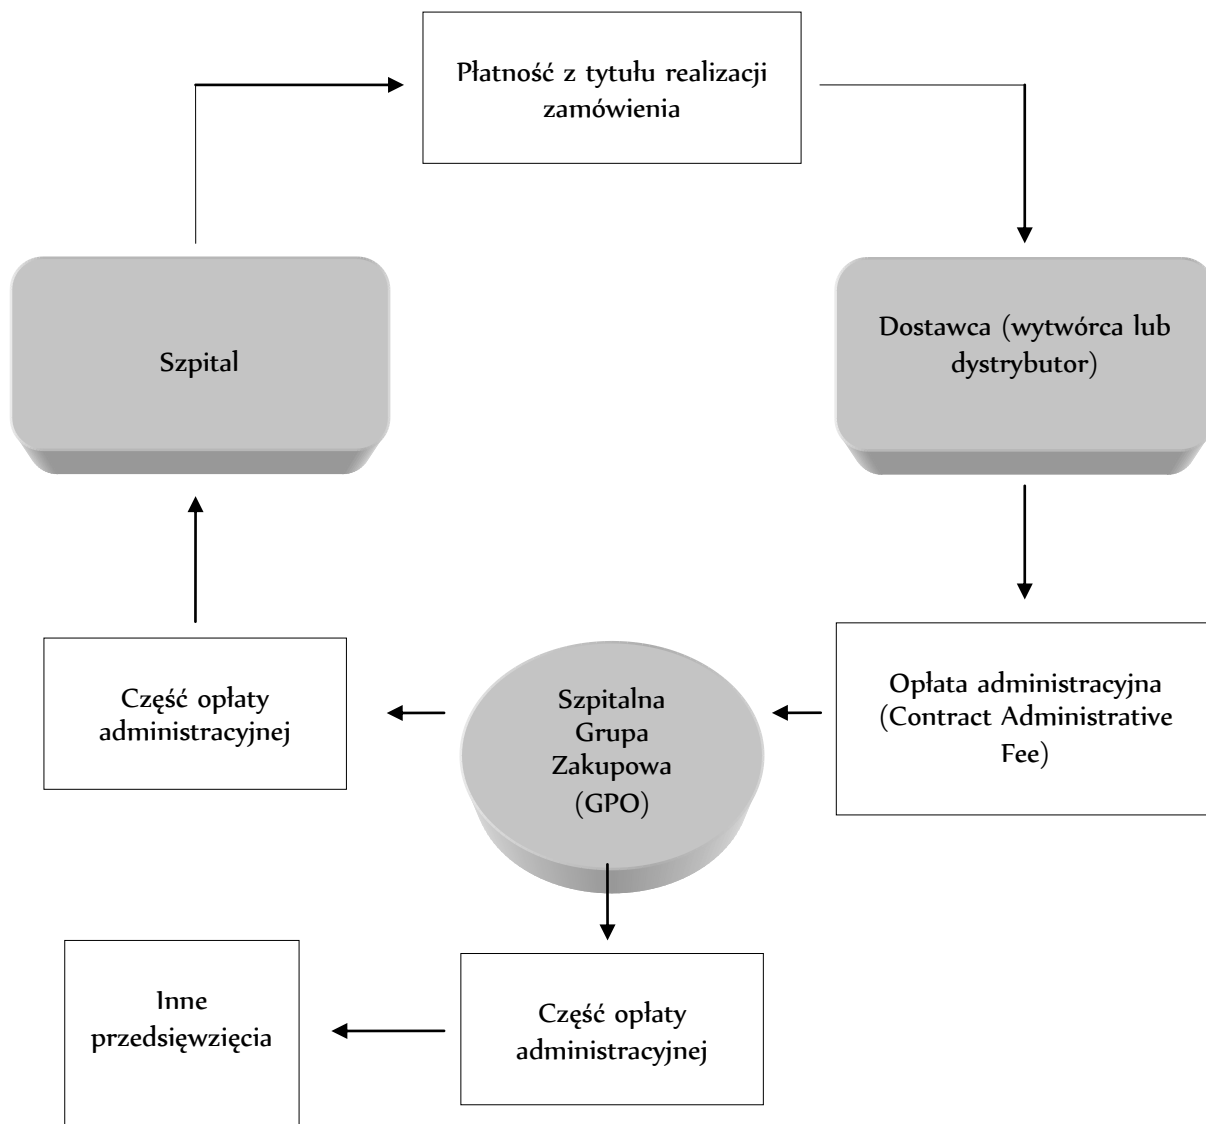 Płatność z tytułu realizacji
zamówienia
Szpital
Dostawca (wytwórca lub
dystrybutor)
Część opłaty
administracyjnej
Szpitalna
Grupa
Zakupowa
(GPO)
Opłata administracyjna
(Contract Administrative
Fee)
Inne
przedsięwzięcia
Część opłaty
administracyjnej